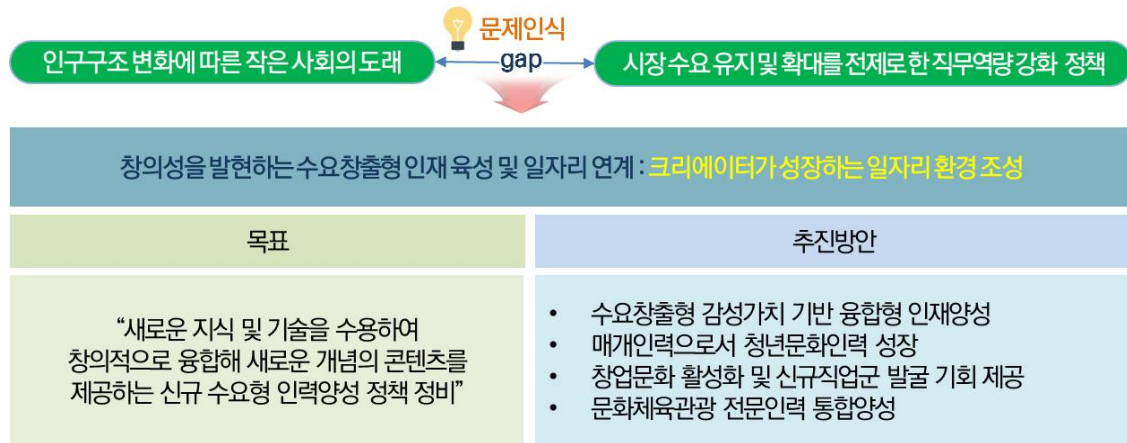 문제인식
인구구조 변화에 따른 작은 사회의 도래
gap
시장 수요 유지 및 확대를 전제로 한 직무역량 강화 정책
창의성을 발현하는 수요창출형 인재 육성 및 일자리 연계 : 크리에이터가 성장하는 일자리 환경 조성
목표
추진방안
“새로운 지식 및 기술을 수용하여
창의적으로 융합해 새로운 개념의 콘텐츠를
제공하는 신규 수요형 인력양성 정책 정비”
• 수요창출형 감성가치 기반 융합형 인재양성
• 매개인력으로서 청년문화인력 성장
• 창업문화 활성화 및 신규직업군 발굴 기회 제공
• 문화체육관광 전문인력 통합양성